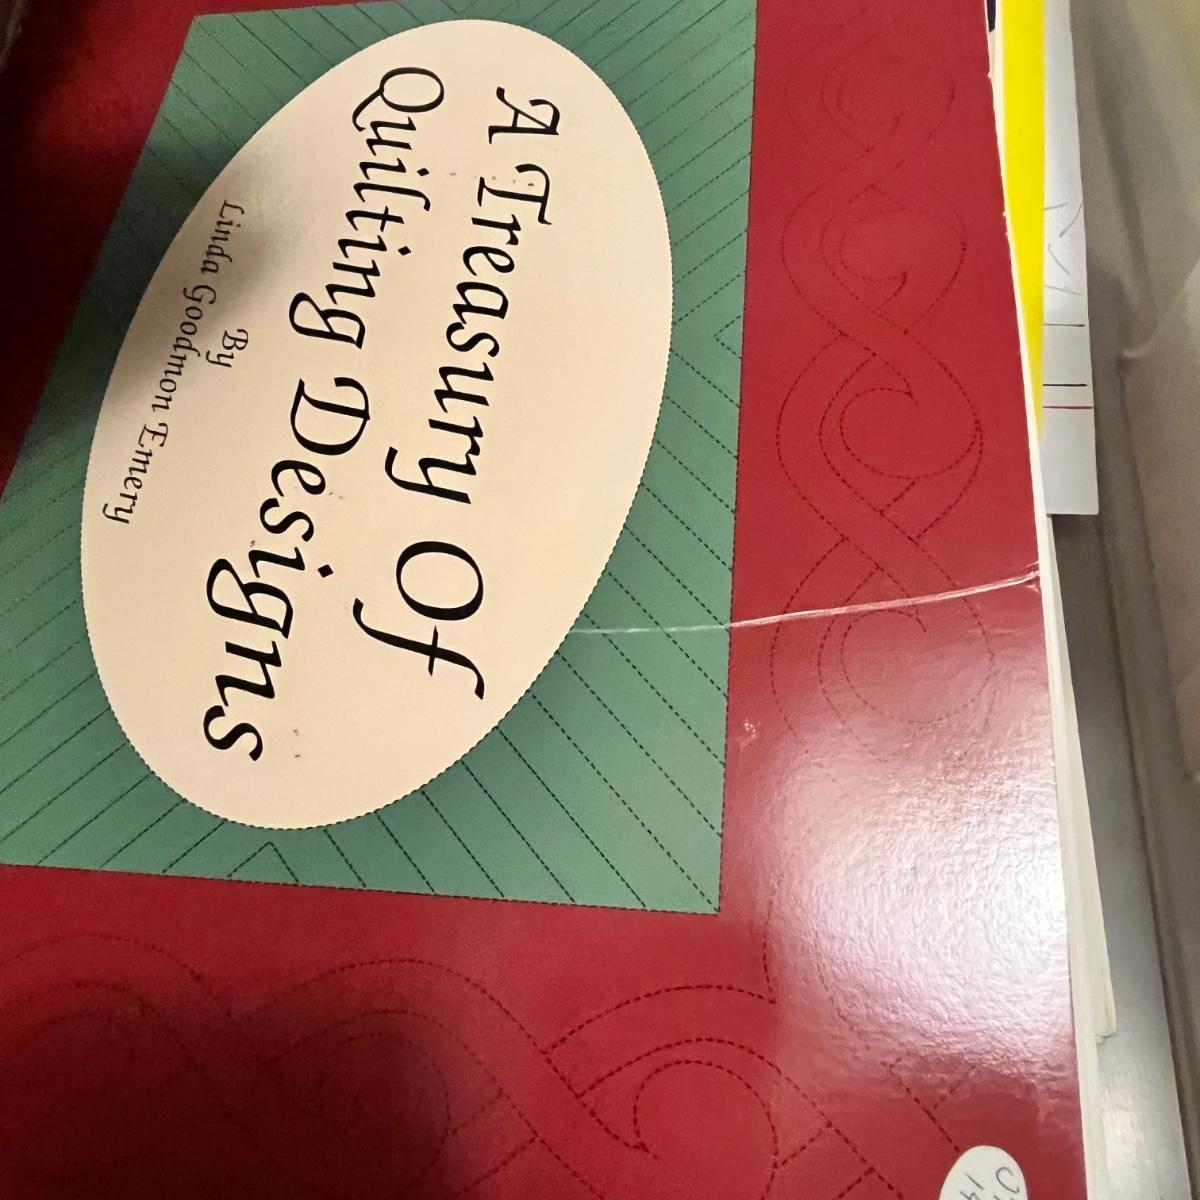 A Treasury Of
Quilting Designs
By
Linda Goodmon Emery